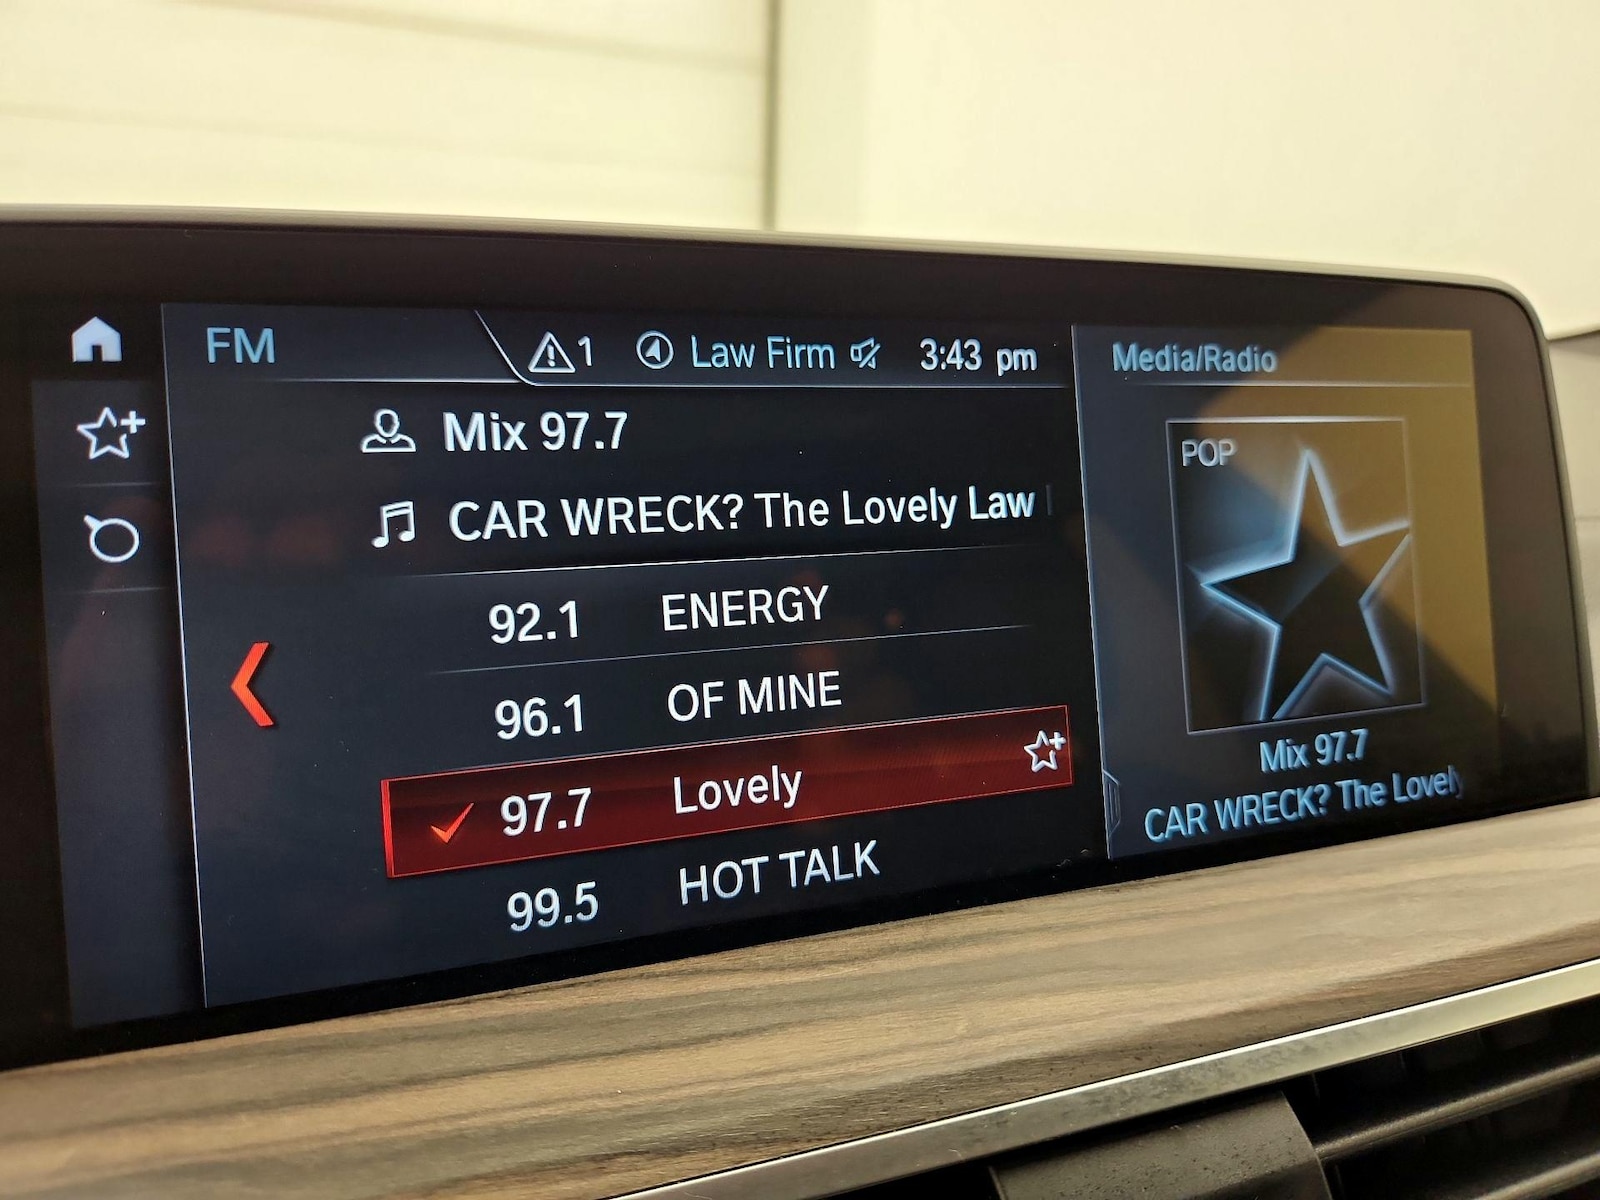 FM
1 Law Firm 3:43 pm
Mix 97.7
CAR WRECK? The Lovely Law
92.1 ENERGY
96.1 OF MINE
97.7 Lovely
99.5 HOT TALK
Media/Radio
POP
Mix 97.7
CAR WRECK? The Lovely